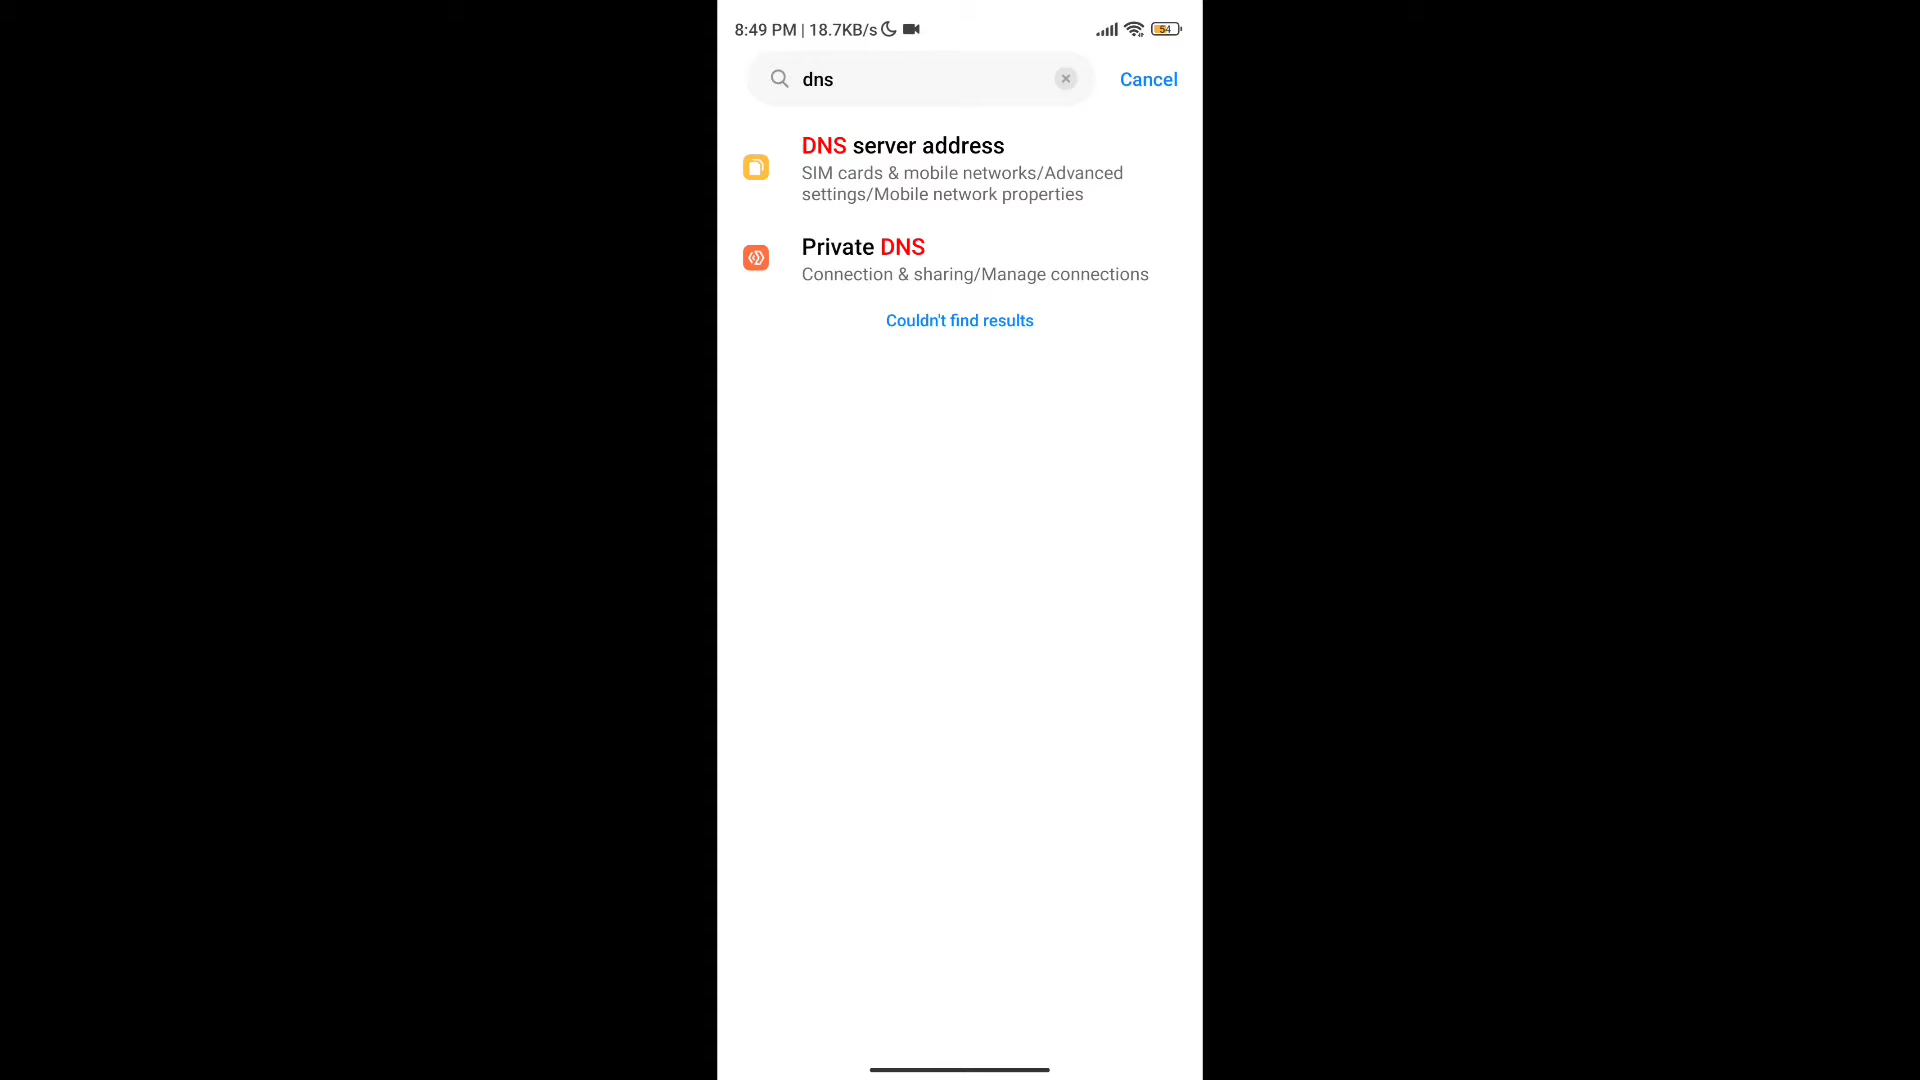 8:49 PM | 18.7KB/s
54
dns
Cancel
DNS server address
SIM cards & mobile networks/Advanced
settings/Mobile network properties
Private DNS
Connection & sharing/Manage connections
Couldn't find results